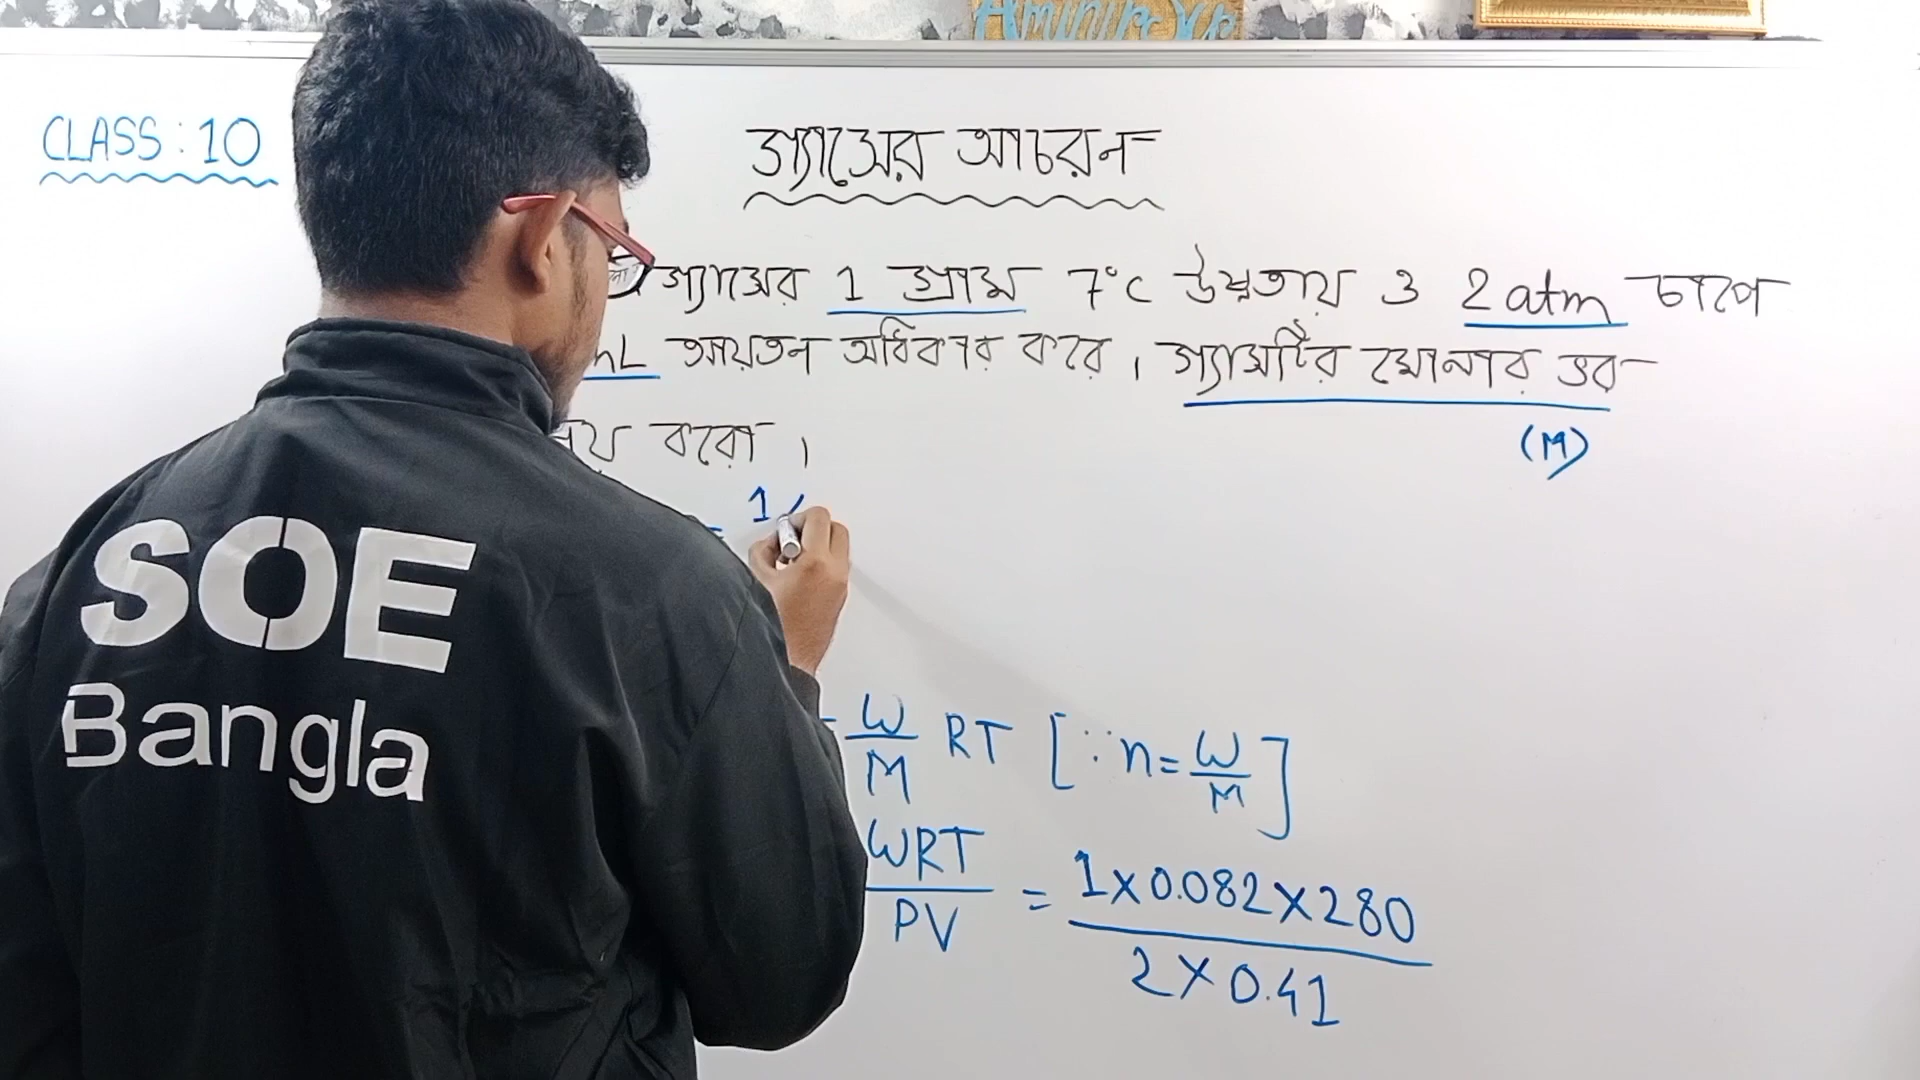 CLASS : 10
গ্যাসের আচরন
গ্যাসের 1 গ্রাম 7°C উষ্ণতায় ও 2 atm চাপে
mL আয়তন অধিকার করে । গ্যাসটির মোলার ভর
(M)
করো ।
= 1
= W/M RT [∵ n = W/M]
WRT/PV = 1×0.082×280 / 2×0.41
SOE
Bangla